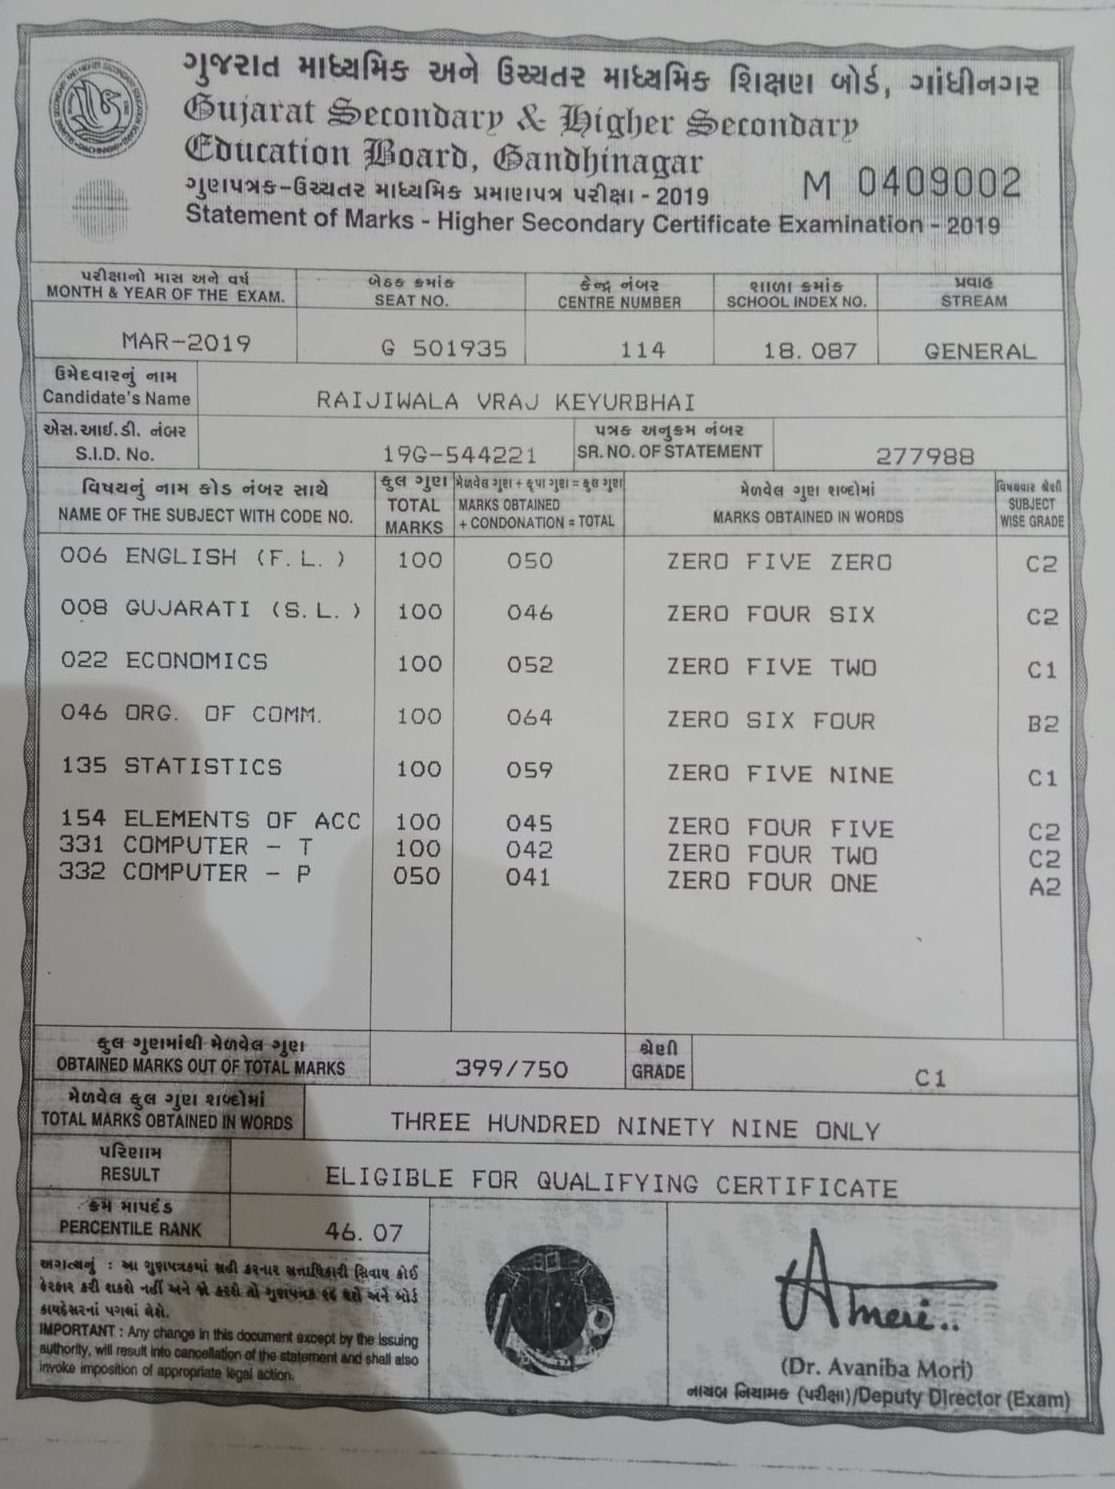 ગુજરાત માધ્યમિક અને ઉચ્ચતર માધ્યમિક શિક્ષણ બોર્ડ, ગાંધીનગર
Gujarat Secondary & Higher Secondary
Education Board, Gandhinagar
ગુણપત્રક-ઉચ્ચતર માધ્યમિક પ્રમાણપત્ર પરીક્ષા - 2019
M 0409002
Statement of Marks - Higher Secondary Certificate Examination - 2019
પરીક્ષાનો માસ અને વર્ષ બેઠક ક્રમાંક કેન્દ્ર નંબર શાળા ક્રમાંક પ્રવાહ
MONTH & YEAR OF THE EXAM. SEAT NO. CENTRE NUMBER SCHOOL INDEX NO. STREAM
MAR-2019 G 501935 114 18.087 GENERAL
ઉમેદવારનું નામ
Candidate's Name RAIJIWALA VRAJ KEYURBHAI
એસ.આઈ.ડી. નંબર પત્રક અનુક્રમ નંબર
S.I.D. No. 19G-544221 SR. NO. OF STATEMENT 277988
વિષયનું નામ કોડ નંબર સાથે કુલ ગુણ મેળવેલ ગુણ + કૃપા ગુણ = કુલ ગુણ મેળવેલ ગુણ શબ્દોમાં વિષયવાર શ્રેણી
NAME OF THE SUBJECT WITH CODE NO. TOTAL MARKS MARKS OBTAINED + CONDONATION = TOTAL MARKS OBTAINED IN WORDS SUBJECT WISE GRADE
006 ENGLISH (F.L.) 100 050 ZERO FIVE ZERO C2
008 GUJARATI (S.L.) 100 046 ZERO FOUR SIX C2
022 ECONOMICS 100 052 ZERO FIVE TWO C1
046 ORG. OF COMM. 100 064 ZERO SIX FOUR B2
135 STATISTICS 100 059 ZERO FIVE NINE C1
154 ELEMENTS OF ACC 100 045 ZERO FOUR FIVE C2
331 COMPUTER - T 100 042 ZERO FOUR TWO C2
332 COMPUTER - P 050 041 ZERO FOUR ONE A2
કુલ ગુણમાંથી મેળવેલ ગુણ શ્રેણી
OBTAINED MARKS OUT OF TOTAL MARKS 399/750 GRADE C1
મેળવેલ કુલ ગુણ શબ્દોમાં
TOTAL MARKS OBTAINED IN WORDS THREE HUNDRED NINETY NINE ONLY
પરિણામ
RESULT ELIGIBLE FOR QUALIFYING CERTIFICATE
ક્રમ માપદંડ
PERCENTILE RANK 46.07
અગત્યનું : આ ગુણપત્રકમાં સહી કરનાર સત્તાધિકારી સિવાય કોઈ
ફેરફાર કરી શકશે નહીં અને જો કરશે તો ગુણપત્રક રદ થશે અને બોર્ડ
કાયદેસરનાં પગલાં લેશે.
IMPORTANT : Any change in this document except by the issuing
authority, will result into cancellation of the statement and shall also
invoke imposition of appropriate legal action.
(Dr. Avaniba Mori)
નાયબ નિયામક (પરીક્ષા)/Deputy Director (Exam)